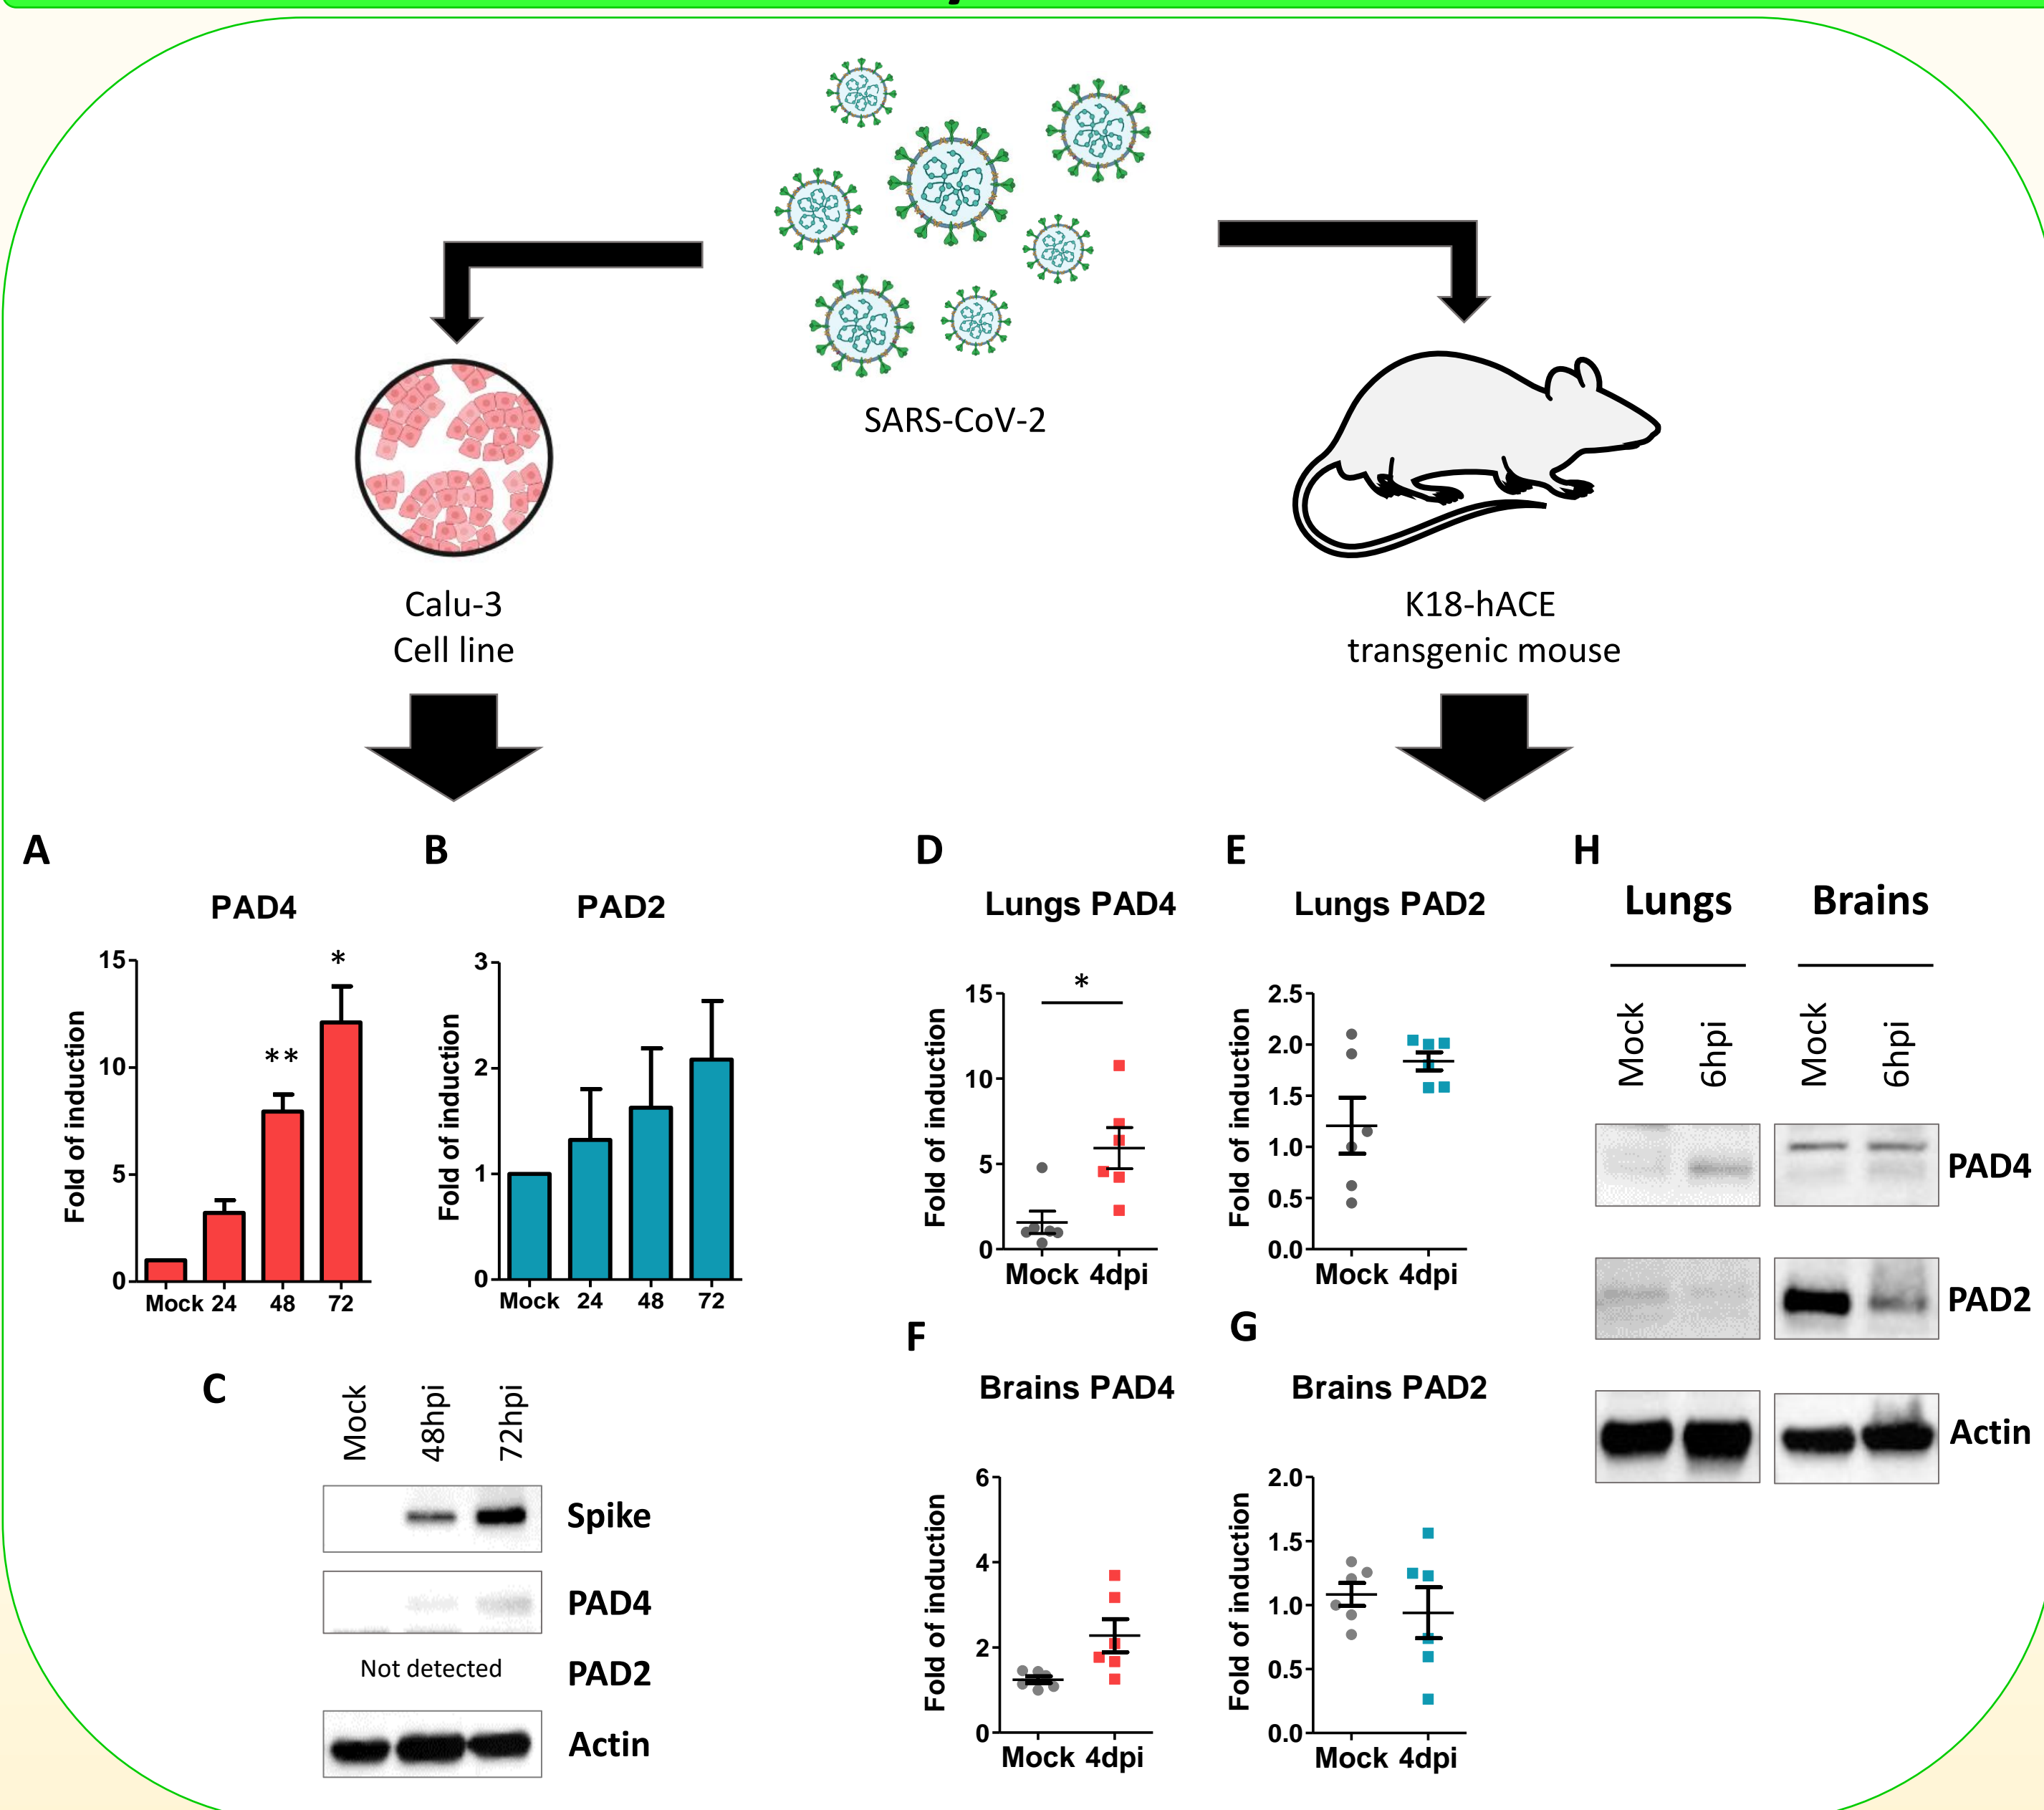 SARS-CoV-2
Calu-3
Cell line
K18-hACE
transgenic mouse
A
PAD4
Fold of induction
15
10
5
0
*
**
Mock 24 48 72
B
PAD2
Fold of induction
3
2
1
0
Mock 24 48 72
C
Mock 48hpi 72hpi
Spike
PAD4
Not detected PAD2
Actin
D
Lungs PAD4
Fold of induction
15
10
5
0
*
Mock 4dpi
E
Lungs PAD2
Fold of induction
2.5
2.0
1.5
1.0
0.5
0.0
Mock 4dpi
F
Brains PAD4
Fold of induction
6
4
2
0
Mock 4dpi
G
Brains PAD2
Fold of induction
2.0
1.5
1.0
0.5
0.0
Mock 4dpi
H
Lungs Brains
Mock 6hpi Mock 6hpi
PAD4
PAD2
Actin